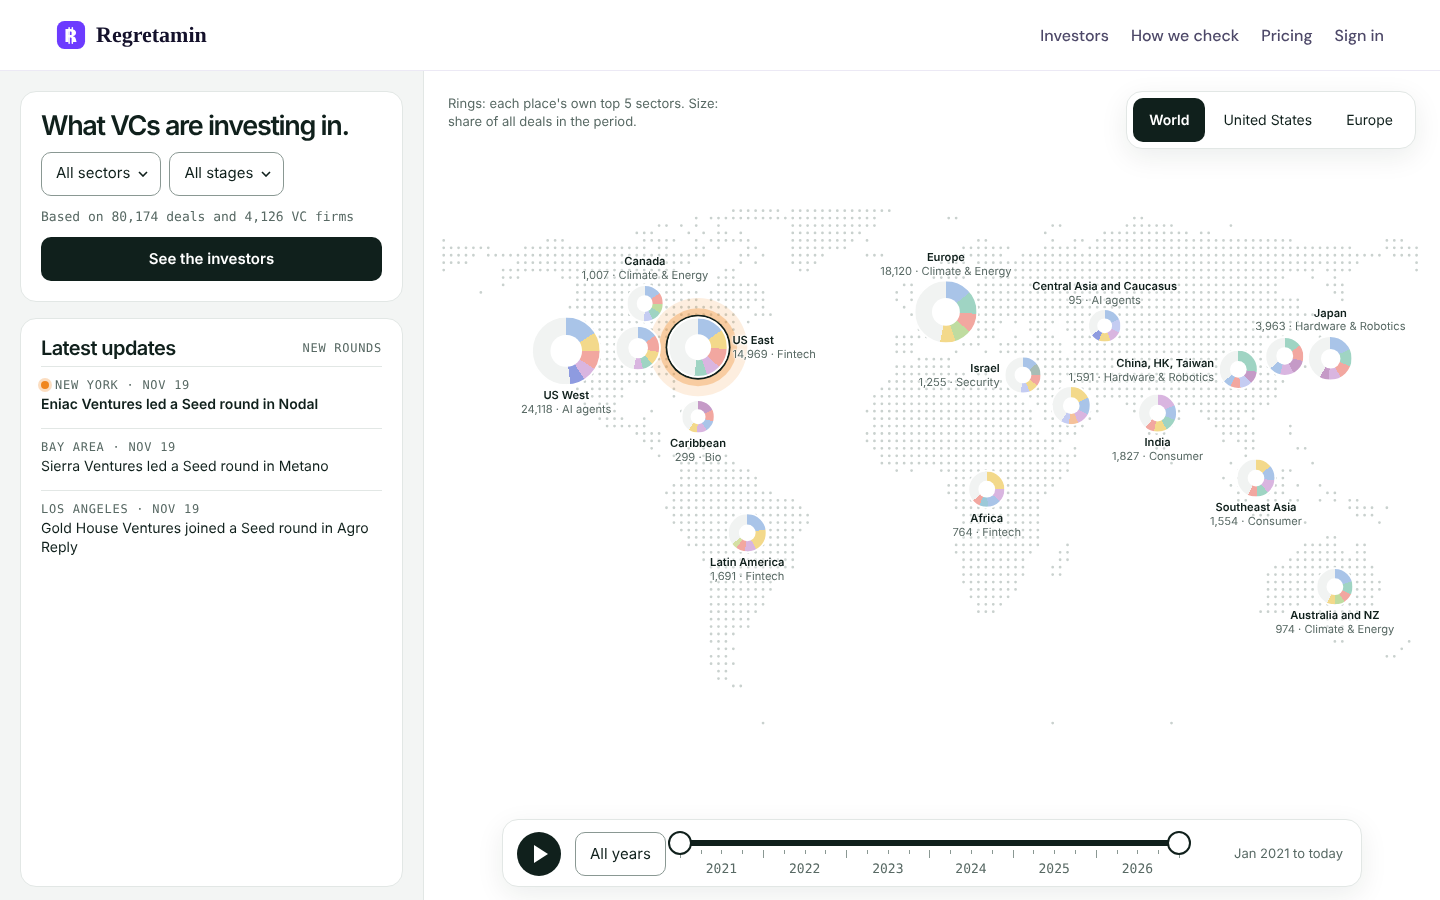 Regretamin
Investors
How we check
Pricing
Sign in
What VCs are investing in.
All sectors
All stages
Based on 80,174 deals and 4,126 VC firms
See the investors
Latest updates
NEW ROUNDS
NEW YORK · NOV 19
Eniac Ventures led a Seed round in Nodal
BAY AREA · NOV 19
Sierra Ventures led a Seed round in Metano
LOS ANGELES · NOV 19
Gold House Ventures joined a Seed round in Agro
Reply
Rings: each place's own top 5 sectors. Size:
share of all deals in the period.
World
United States
Europe
Canada
1,007 · Climate & Energy
Europe
18,120 · Climate & Energy
Central Asia and Caucasus
95 · AI agents
Japan
3,963 · Hardware & Robotics
US East
14,969 · Fintech
Israel
1,255 · Security
China, HK, Taiwan
1,591 · Hardware & Robotics
US West
24,118 · AI agents
Caribbean
299 · Bio
India
1,827 · Consumer
Southeast Asia
1,554 · Consumer
Africa
764 · Fintech
Latin America
1,691 · Fintech
Australia and NZ
974 · Climate & Energy
All years
2021
2022
2023
2024
2025
2026
Jan 2021 to today